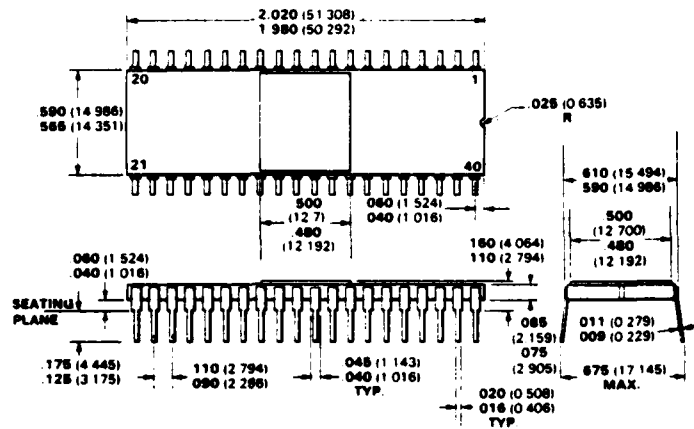 2.020 (51 308)
1 980 (50 292)
20
1
.590 (14 986)
565 (14 351)
.025 (0 635)
R
21
40
610 (15 494)
590 (14 986)
500
(12 7)
.480
(12 192)
060 (1 524)
040 (1 016)
500
(12 700)
.480
(12 192)
.060 (1 524)
.040 (1 016)
160 (4 064)
110 (2 794)
SEATING
PLANE
085
(2 159)
075
(2 905)
011 (0 279)
009 (0 229)
.175 (4 445)
.125 (3 175)
110 (2 794)
090 (2 286)
.045 (1 143)
.040 (1 016)
TYP.
020 (0 508)
016 (0 406)
TYP
675 (17 145)
MAX.